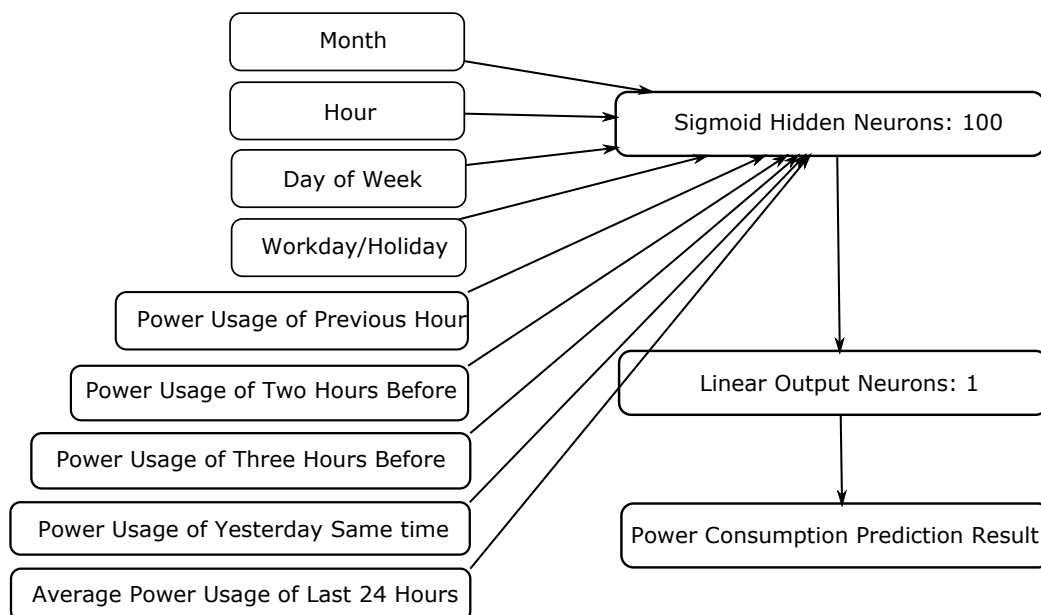 Month
Hour
Day of Week
Workday/Holiday
Power Usage of Previous Hour
Power Usage of Two Hours Before
Power Usage of Three Hours Before
Power Usage of Yesterday Same time
Average Power Usage of Last 24 Hours
Sigmoid Hidden Neurons: 100
Linear Output Neurons: 1
Power Consumption Prediction Result